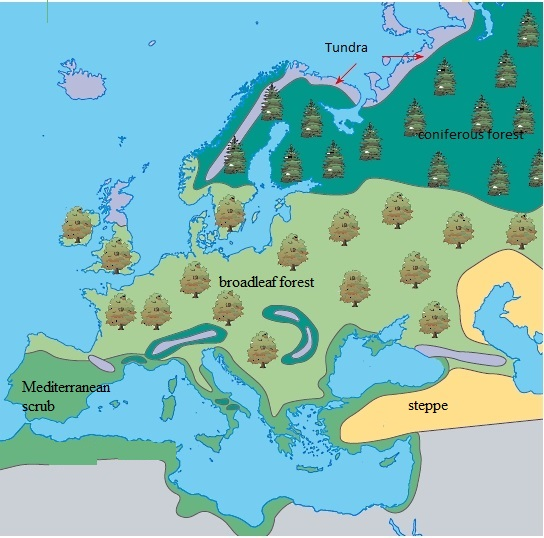 Tundra
coniferous forest
broadleaf forest
Mediterranean
scrub
steppe